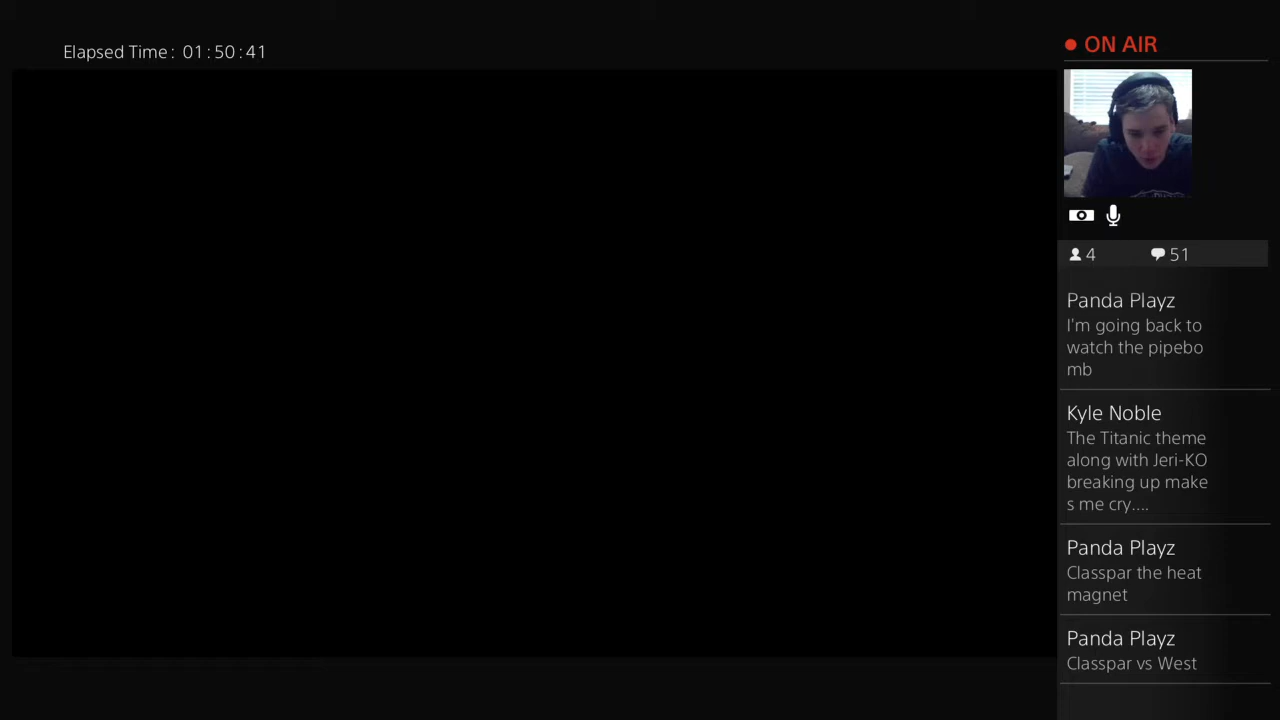 Elapsed Time: 01:50:41
ON AIR
4
51
Panda Playz
I'm going back to
watch the pipebo
mb
Kyle Noble
The Titanic theme
along with Jeri-KO
breaking up make
s me cry....
Panda Playz
Classpar the heat
magnet
Panda Playz
Classpar vs West